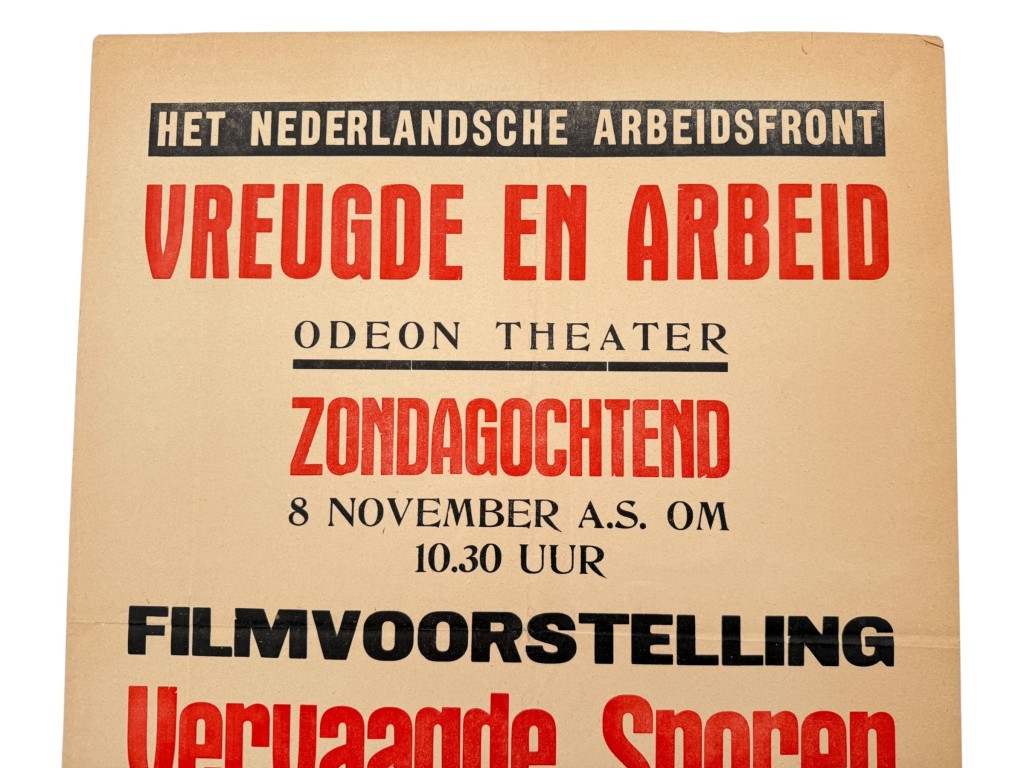 HET NEDERLANDSCHE ARBEIDSFRONT
VREUGDE EN ARBEID
ODEON THEATER
ZONDAGOCHTEND
8 NOVEMBER A.S. OM
10.30 UUR
FILMVOORSTELLING
Vervaagde Sporen